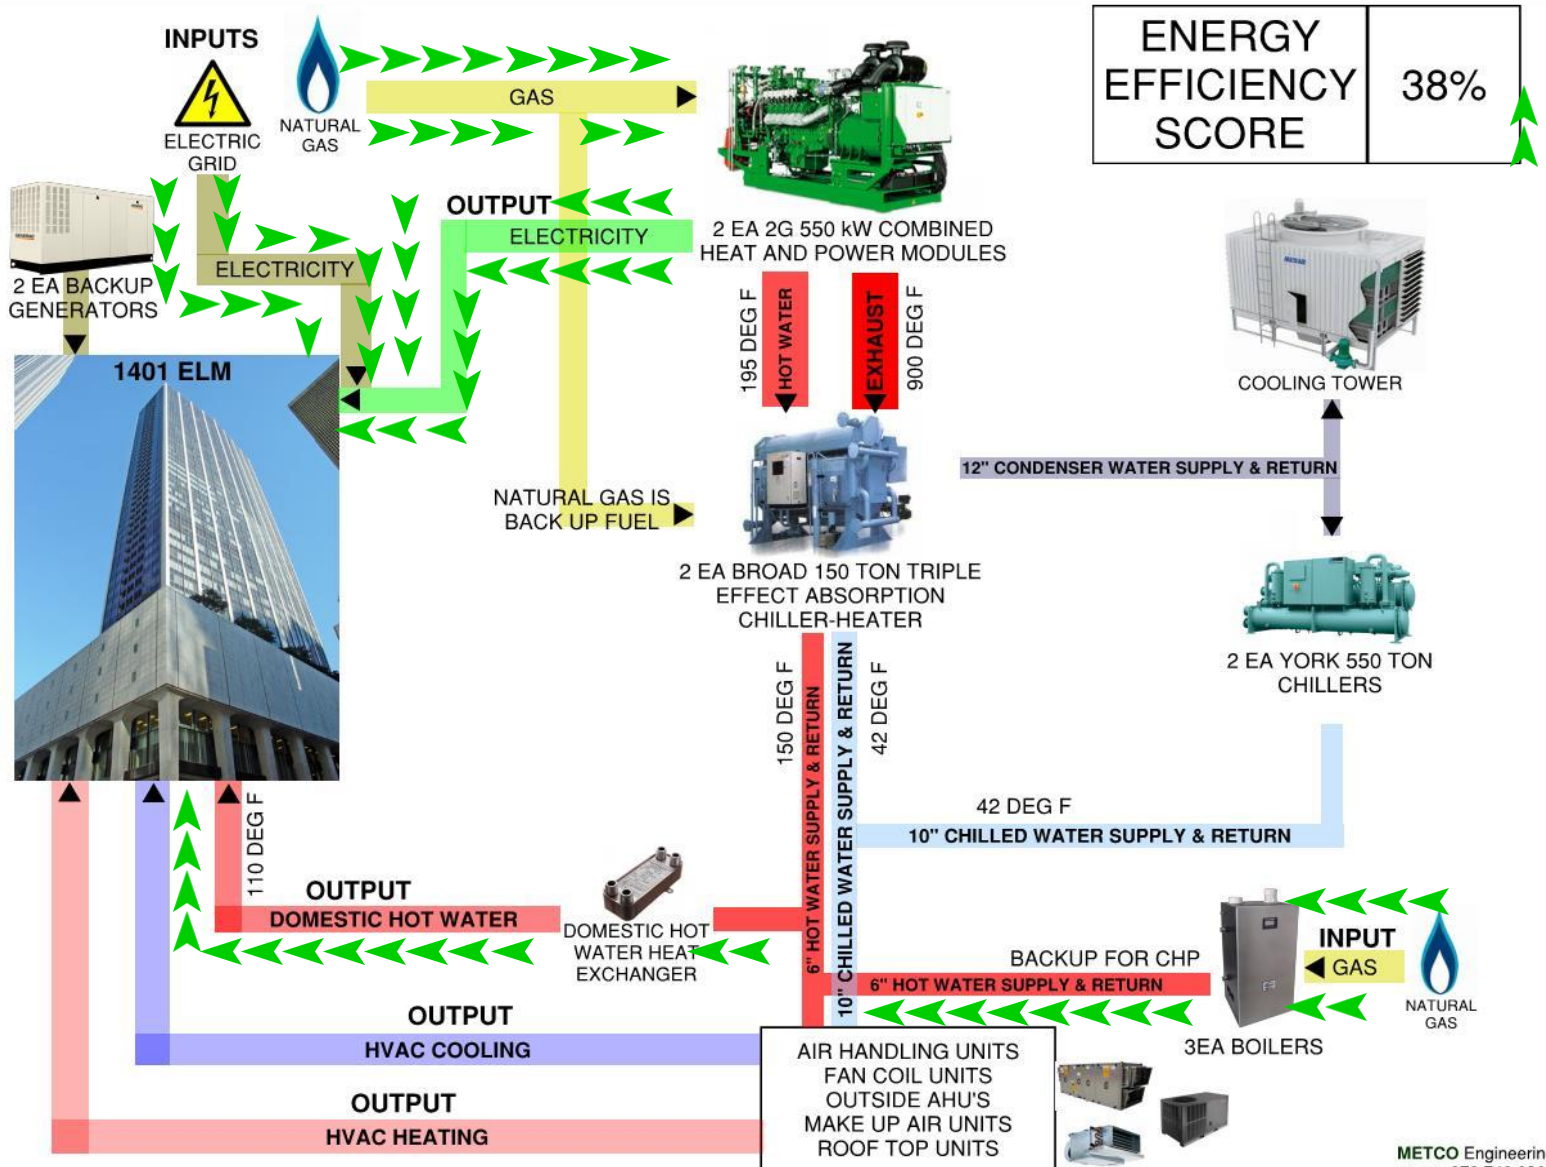 INPUTS
ELECTRIC
GRID
NATURAL
GAS
GAS
ENERGY
EFFICIENCY
SCORE
38%
2 EA BACKUP
GENERATORS
ELECTRICITY
OUTPUT
ELECTRICITY
2 EA 2G 550 kW COMBINED
HEAT AND POWER MODULES
195 DEG F
HOT WATER
EXHAUST
900 DEG F
COOLING TOWER
1401 ELM
12" CONDENSER WATER SUPPLY & RETURN
NATURAL GAS IS
BACK UP FUEL
2 EA BROAD 150 TON TRIPLE
EFFECT ABSORPTION
CHILLER-HEATER
2 EA YORK 550 TON
CHILLERS
150 DEG F
6" HOT WATER SUPPLY & RETURN
10" CHILLED WATER SUPPLY & RETURN
42 DEG F
42 DEG F
10" CHILLED WATER SUPPLY & RETURN
110 DEG F
OUTPUT
DOMESTIC HOT WATER
DOMESTIC HOT
WATER HEAT
EXCHANGER
BACKUP FOR CHP
6" HOT WATER SUPPLY & RETURN
INPUT
GAS
NATURAL
GAS
3EA BOILERS
OUTPUT
HVAC COOLING
OUTPUT
HVAC HEATING
AIR HANDLING UNITS
FAN COIL UNITS
OUTSIDE AHU'S
MAKE UP AIR UNITS
ROOF TOP UNITS
METCO Engineerin